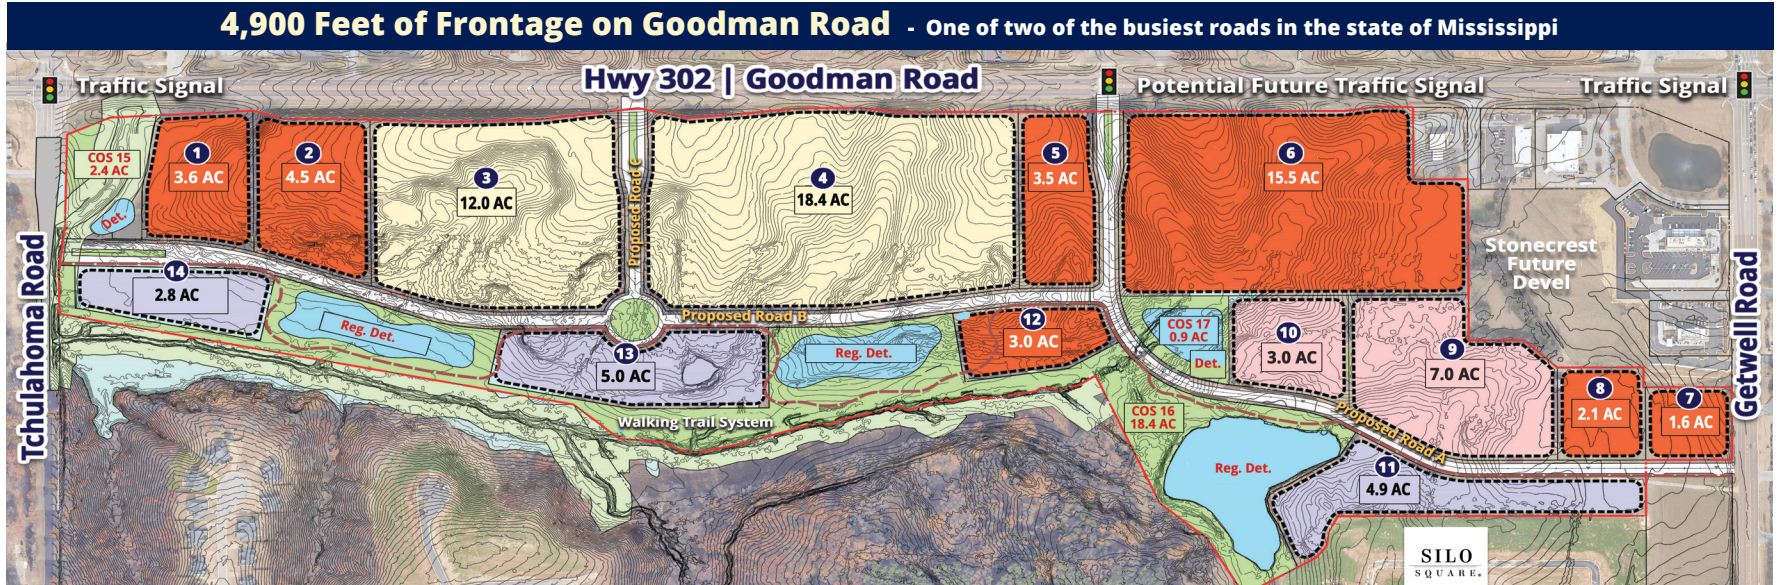 4,900 Feet of Frontage on Goodman Road - One of two of the busiest roads in the state of Mississippi
Traffic Signal
Hwy 302 | Goodman Road
Potential Future Traffic Signal
Traffic Signal
COS 15
2.4 AC
Det.
1
3.6 AC
2
4.5 AC
3
12.0 AC
Proposed Road C
4
18.4 AC
5
3.5 AC
6
15.5 AC
Stonecrest
Future
Devel
Tchulahoma Road
Getwell Road
14
2.8 AC
Reg. Det.
Proposed Road B
13
5.0 AC
Reg. Det.
12
3.0 AC
COS 17
0.9 AC
Det.
10
3.0 AC
9
7.0 AC
8
2.1 AC
7
1.6 AC
Walking Trail System
COS 16
18.4 AC
Proposed Road A
Reg. Det.
11
4.9 AC
SILO
SQUARE.